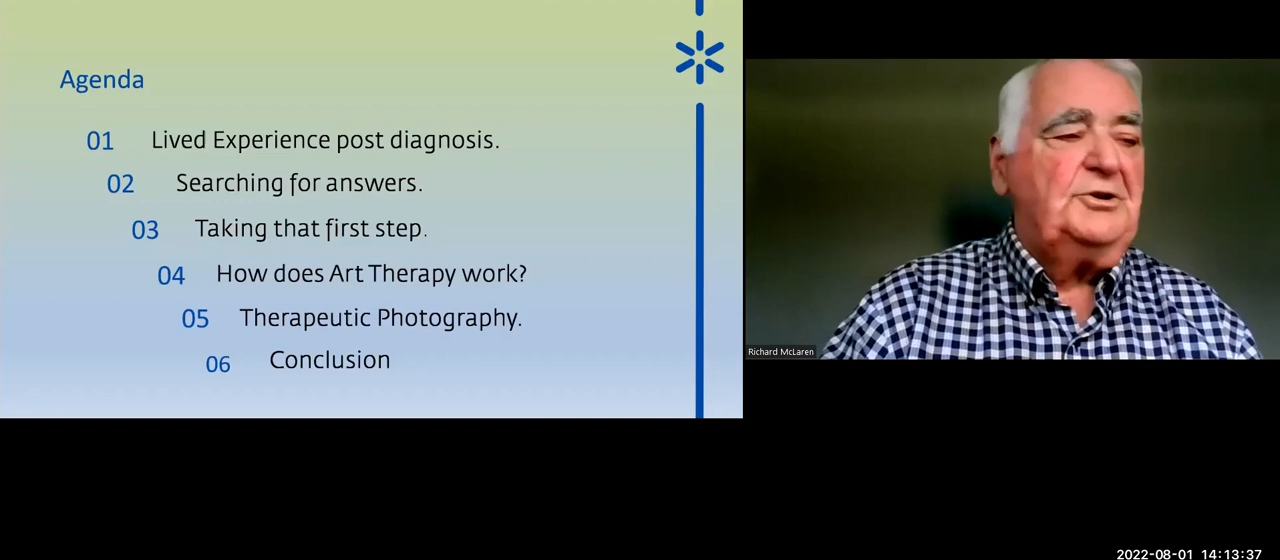 Agenda
01 Lived Experience post diagnosis.
02 Searching for answers.
03 Taking that first step.
04 How does Art Therapy work?
05 Therapeutic Photography.
06 Conclusion
Richard McLaren
2022-08-01 14:13:37